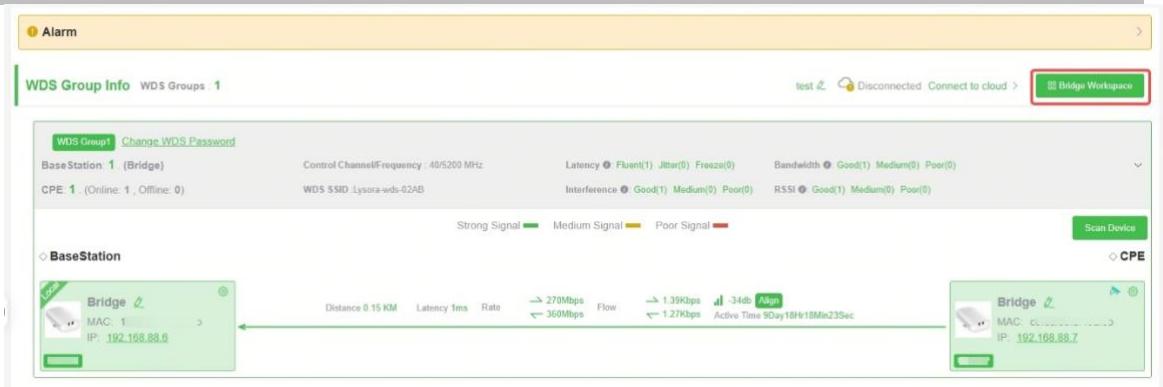 Alarm
WDS Group Info WDS Groups : 1
test Disconnected Connect to cloud > Bridge Workspace
WDS Group1 Change WDS Password
BaseStation: 1. (Bridge) Control Channel/Frequency : 40/5200 MHz Latency : Fluent(1) Jitter(0) Freeze(0) Bandwidth : Good(1) Medium(0) Poor(0)
CPE: 1. (Online: 1 , Offline: 0) WDS SSID :Lysora-wds-02AB Interference : Good(1) Medium(0) Poor(0) RSSI : Good(1) Medium(0) Poor(0)
Strong Signal Medium Signal Poor Signal
Scan Device
BaseStation CPE
Local
Bridge
MAC: 1
IP: 192.168.88.6
Distance 0.15 KM Latency 1ms Rate → 270Mbps ← 360Mbps Flow → 1.39Kbps ← 1.27Kbps -34db Align
Active Time 9Day18Hr18Min23Sec
Bridge
MAC:
IP: 192.168.88.7